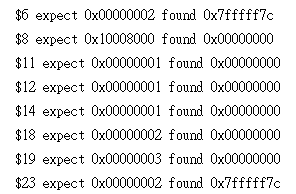 $6 expect 0x00000002 found 0x7fffff7c
$8 expect 0x10008000 found 0x00000000
$11 expect 0x00000001 found 0x00000000
$12 expect 0x00000001 found 0x00000000
$14 expect 0x00000001 found 0x00000000
$18 expect 0x00000002 found 0x00000000
$19 expect 0x00000003 found 0x00000000
$23 expect 0x00000002 found 0x7fffff7c